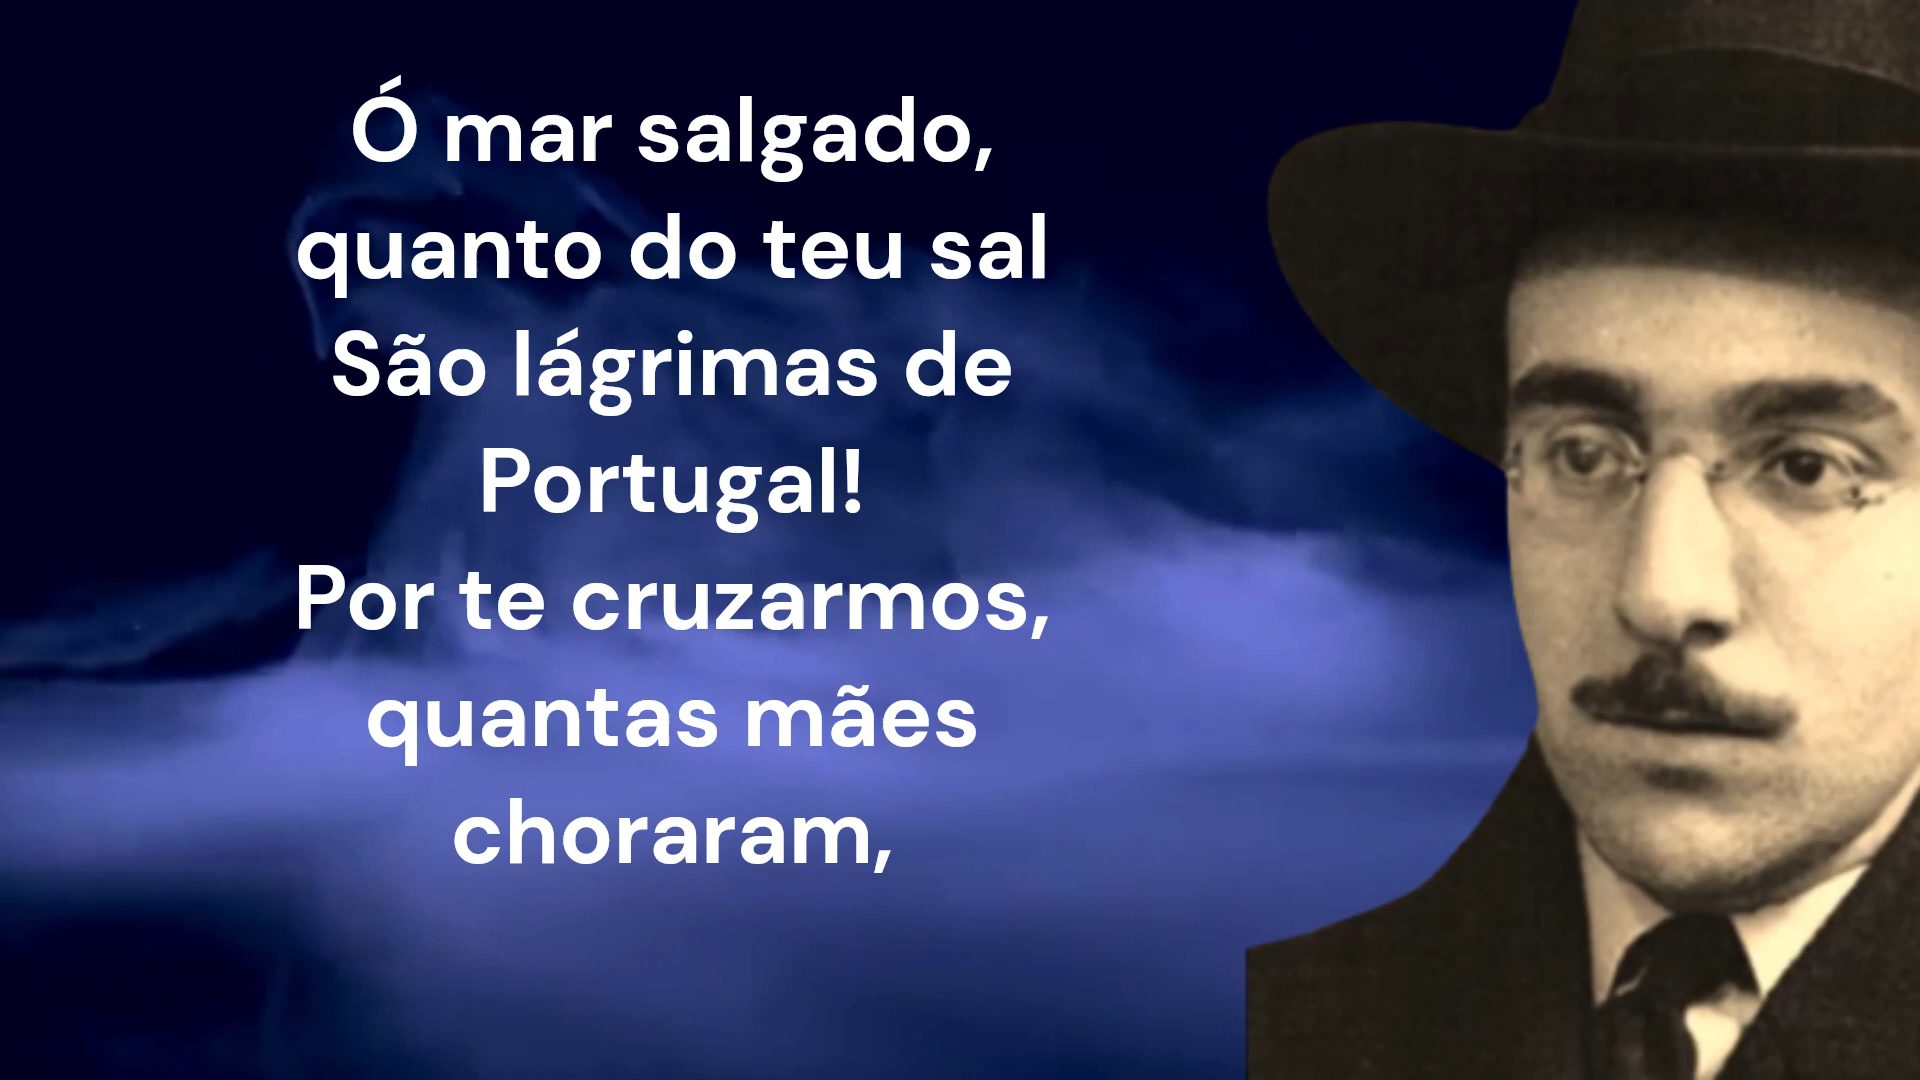 Ó mar salgado,
quanto do teu sal
São lágrimas de
Portugal!
Por te cruzarmos,
quantas mães
choraram,